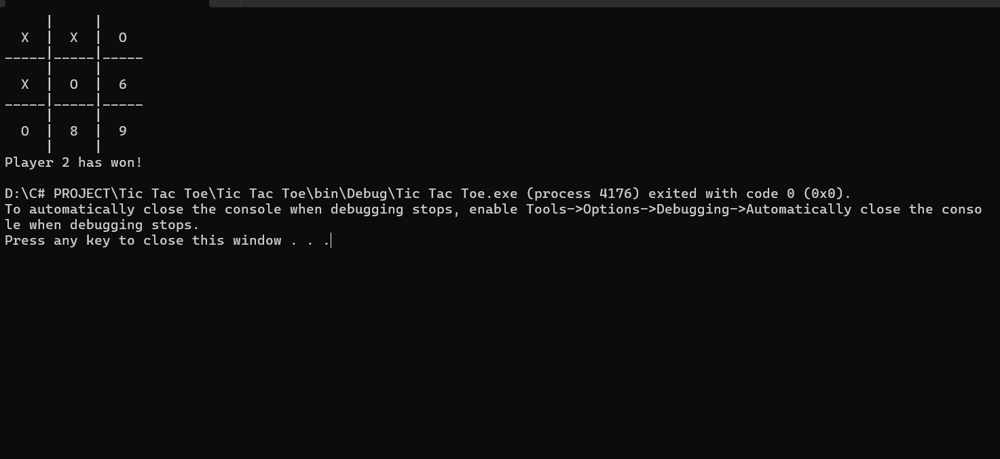 |     |
  X  |  X  |  O
_____|_____|_____
     |     |
  X  |  O  |  6
_____|_____|_____
     |     |
  O  |  8  |  9
     |     |
Player 2 has won!

D:\C# PROJECT\Tic Tac Toe\Tic Tac Toe\bin\Debug\Tic Tac Toe.exe (process 4176) exited with code 0 (0x0).
To automatically close the console when debugging stops, enable Tools->Options->Debugging->Automatically close the conso
le when debugging stops.
Press any key to close this window . . .